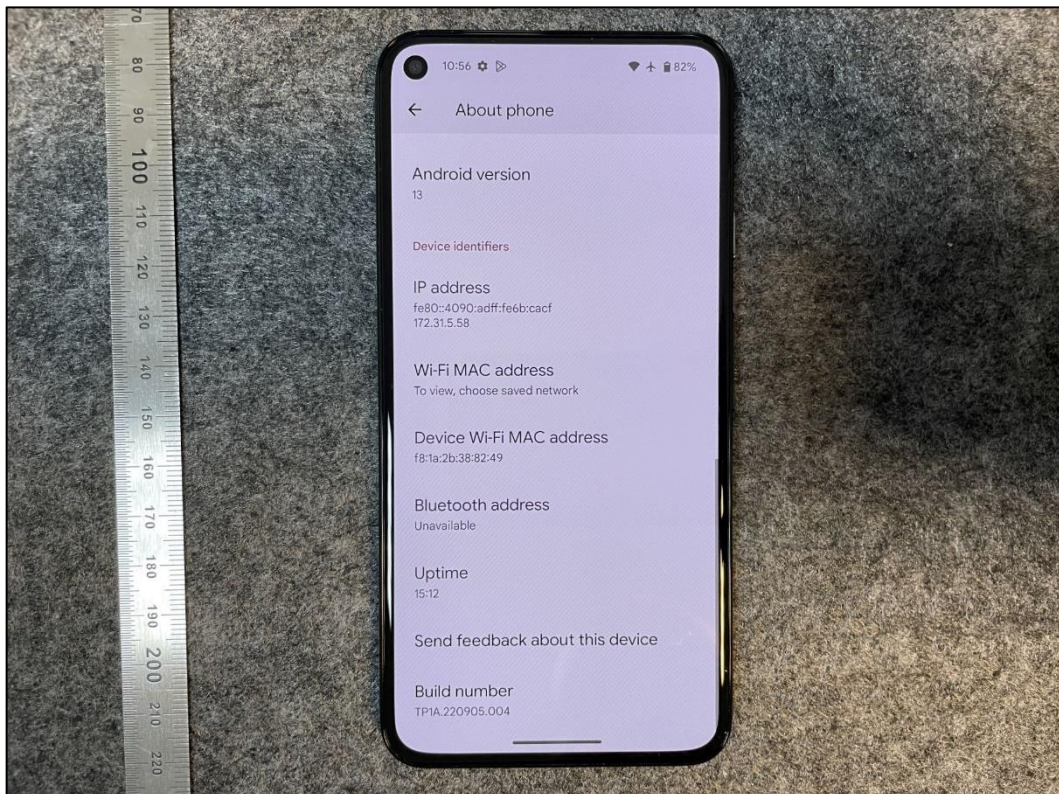 70
80
90
100
110
120
130
140
150
160
170
180
190
200
210
220
10:56
82%
About phone
Android version
13
Device identifiers
IP address
fe80::4090:adff:fe6b:cacf
172.31.5.58
Wi-Fi MAC address
To view, choose saved network
Device Wi-Fi MAC address
f8:1a:2b:38:82:49
Bluetooth address
Unavailable
Uptime
15:12
Send feedback about this device
Build number
TP1A.220905.004